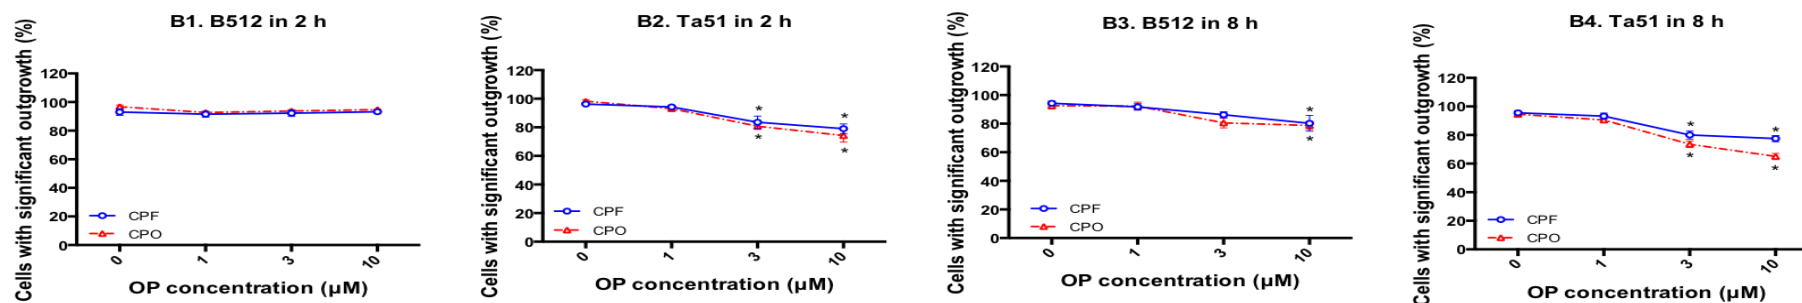 B1. B512 in 2 h
Cells with significant outgrowth (%)
120
100
80
60
40
20
0
CPF
CPO
0 1 3 10
OP concentration (µM)
B2. Ta51 in 2 h
Cells with significant outgrowth (%)
120
100
80
60
40
20
0
* *
* *
CPF
CPO
0 1 3 10
OP concentration (µM)
B3. B512 in 8 h
Cells with significant outgrowth (%)
120
100
80
60
40
20
0
*
*
CPF
CPO
0 1 3 10
OP concentration (µM)
B4. Ta51 in 8 h
Cells with significant outgrowth (%)
120
100
80
60
40
20
0
* *
* *
CPF
CPO
0 1 3 10
OP concentration (µM)